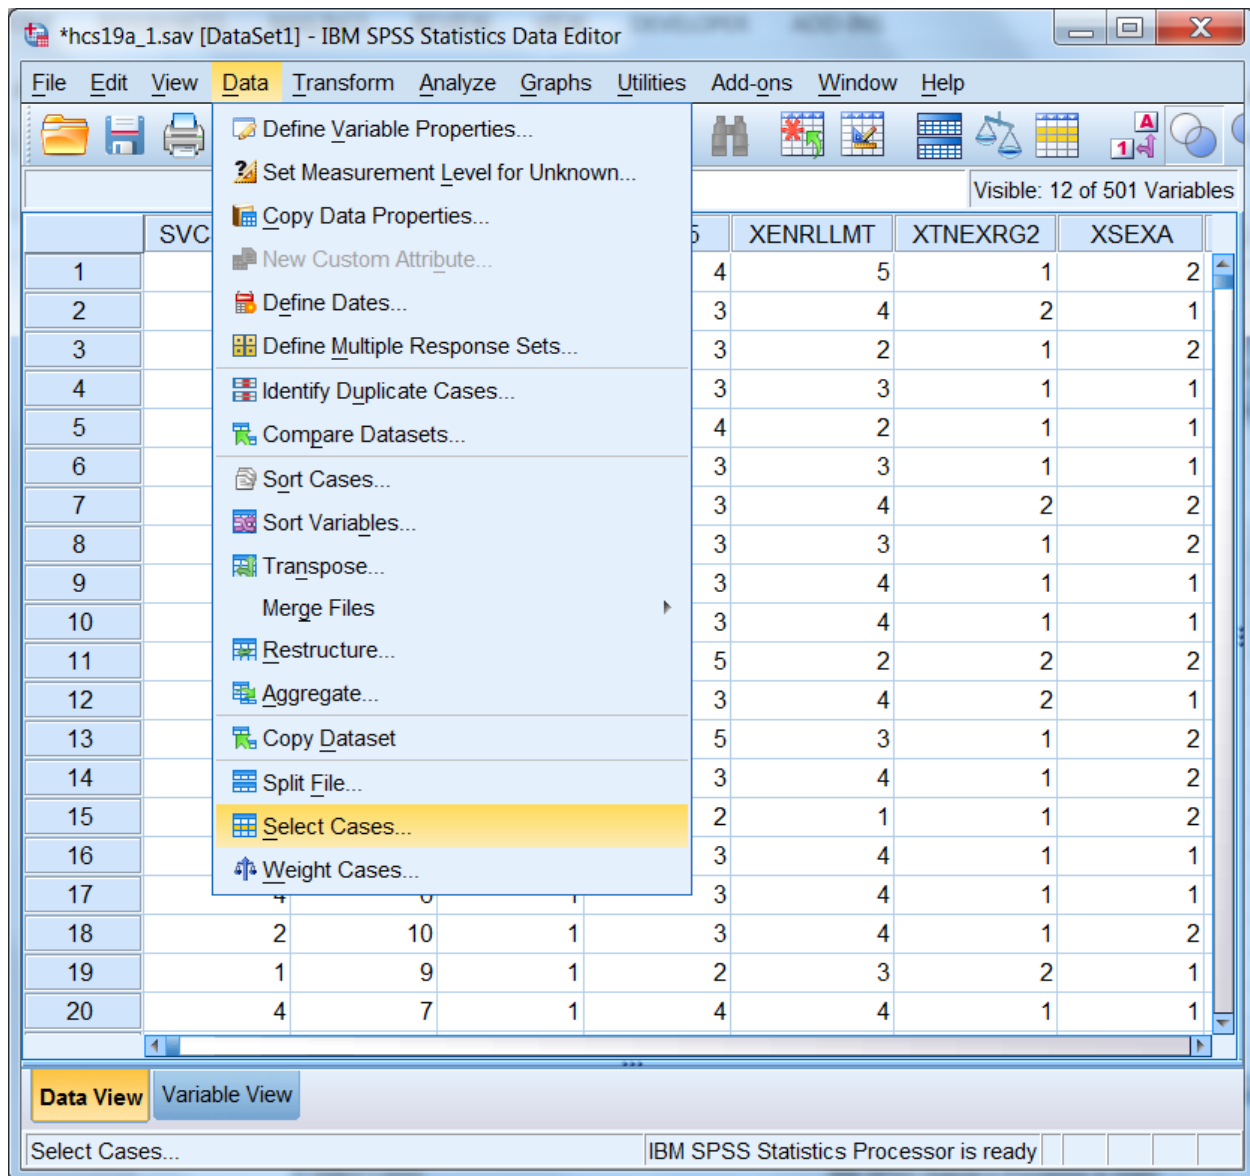 *hcs19a_1.sav [DataSet1] - IBM SPSS Statistics Data Editor
File Edit View Data Transform Analyze Graphs Utilities Add-ons Window Help
Define Variable Properties...
Set Measurement Level for Unknown...
Copy Data Properties...
New Custom Attribute...
Define Dates...
Define Multiple Response Sets...
Identify Duplicate Cases...
Compare Datasets...
Sort Cases...
Sort Variables...
Transpose...
Merge Files
Restructure...
Aggregate...
Copy Dataset
Split File...
Select Cases...
Weight Cases...
Visible: 12 of 501 Variables
SVC 5 XENRLLMT XTNEXRG2 XSEXA
1 4 5 1 2
2 3 4 2 1
3 3 2 1 2
4 3 3 1 1
5 4 2 1 1
6 3 3 1 1
7 3 4 2 2
8 3 3 1 2
9 3 4 1 1
10 3 4 1 1
11 5 2 2 2
12 3 4 2 1
13 5 3 1 2
14 3 4 1 2
15 2 1 1 2
16 3 4 1 1
17 3 4 1 1
18 2 10 1 3 4 1 2
19 1 9 1 2 3 2 1
20 4 7 1 4 4 1 1
Data View Variable View
Select Cases... IBM SPSS Statistics Processor is ready